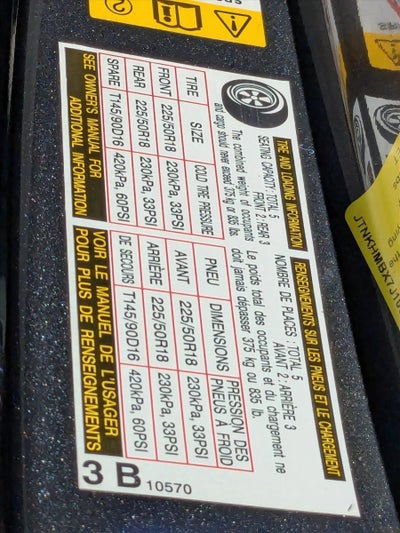 TIRE AND LOADING INFORMATION
SEATING CAPACITY: TOTAL 5
FRONT 2: REAR 3
The combined weight of occupants
and cargo should never exceed 375 kg or 835 lbs.
TIRE SIZE COLD TIRE PRESSURE
FRONT 225/50R18 230kPa, 33PSI
REAR 225/50R18 230kPa, 33PSI
SPARE T145/90D16 420kPa, 60PSI
SEE OWNER'S MANUAL FOR
ADDITIONAL INFORMATION
RENSEIGNEMENTS SUR LES PNEUS ET LE CHARGEMENT
NOMBRE DE PLACES : TOTAL 5
AVANT 2: ARRIÈRE 3
Le poids total des occupants et du chargement ne
doit jamais dépasser 375 kg ou 835 lb.
PNEU DIMENSIONS PRESSION DES
PNEUS À FROID
AVANT 225/50R18 230kPa, 33PSI
ARRIÈRE 225/50R18 230kPa, 33PSI
DE SECOURS T145/90D16 420kPa, 60PSI
VOIR LE MANUEL DE L'USAGER
POUR PLUS DE RENSEIGNEMENTS
3 B 10570